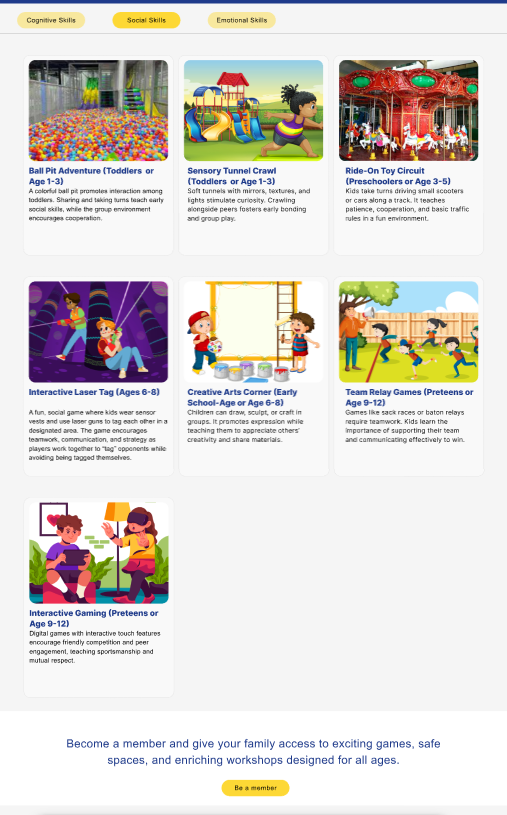 Cognitive Skills
Social Skills
Emotional Skills
Ball Pit Adventure (Toddlers or
Age 1-3)
A colorful ball pit promotes interaction among
toddlers. Sharing and taking turns teach early
social skills, while the group environment
encourages cooperation.
Sensory Tunnel Crawl
(Toddlers or Age 1-3)
Soft tunnels with mirrors, textures, and
lights stimulate curiosity. Crawling
alongside peers fosters early bonding
and group play.
Ride-On Toy Circuit
(Preschoolers or Age 3-5)
Kids take turns driving small scooters
or cars along a track. It teaches
patience, cooperation, and basic traffic
rules in a fun environment.
Interactive Laser Tag (Ages 6-8)
A fun, social game where kids wear sensor
vests and use laser guns to tag each other in a
designated area. The game encourages
teamwork, communication, and strategy as
players work together to "tag" opponents while
avoiding being tagged themselves.
Creative Arts Corner (Early
School-Age or Age 6-8)
Children can draw, sculpt, or craft in
groups. It promotes expression while
teaching them to appreciate others'
creativity and share materials.
Team Relay Games (Preteens or
Age 9-12)
Games like sack races or baton relays
require teamwork. Kids learn the
importance of supporting their team
and communicating effectively to win.
Interactive Gaming (Preteens or
Age 9-12)
Digital games with interactive touch features
encourage friendly competition and peer
engagement, teaching sportsmanship and
mutual respect.
Become a member and give your family access to exciting games, safe
spaces, and enriching workshops designed for all ages.
Be a member